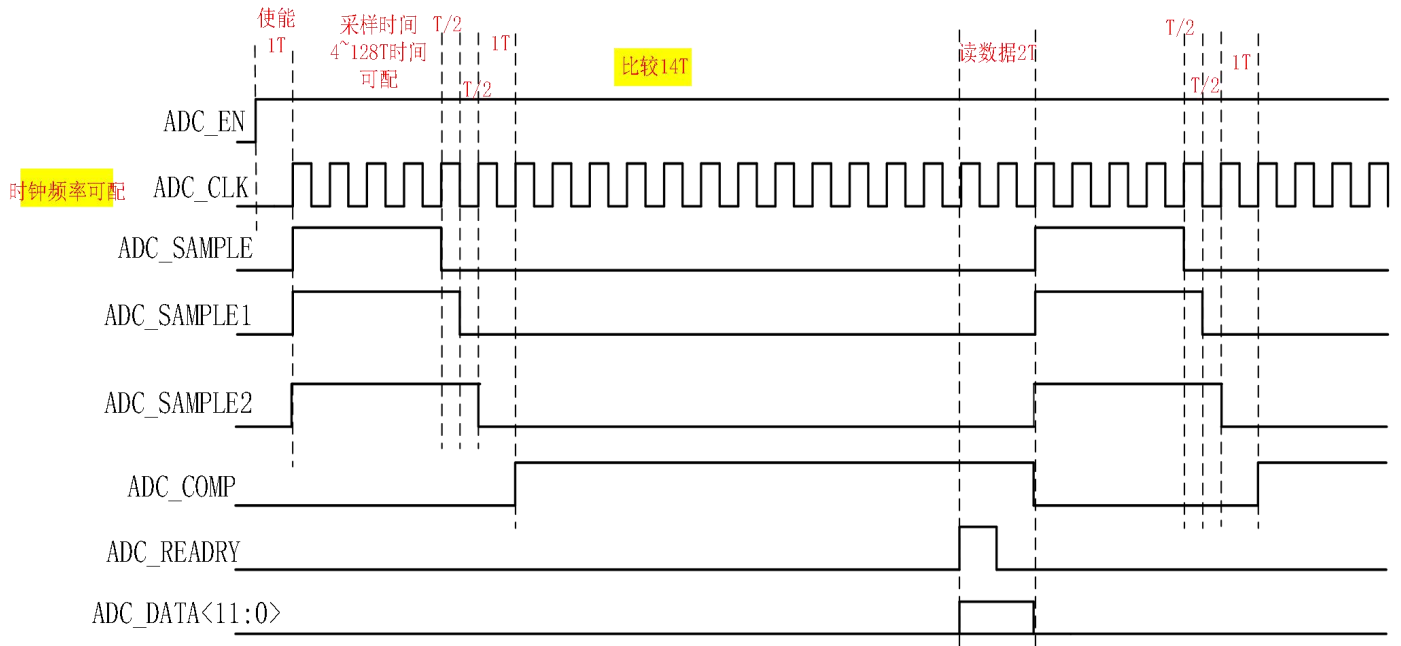 使能
1T
采样时间
4~128T时间
可配
T/2
T/2
1T
比较14T
读数据2T
T/2
T/2
1T
ADC_EN
时钟频率可配
ADC_CLK
ADC_SAMPLE
ADC_SAMPLE1
ADC_SAMPLE2
ADC_COMP
ADC_READRY
ADC_DATA<11:0>